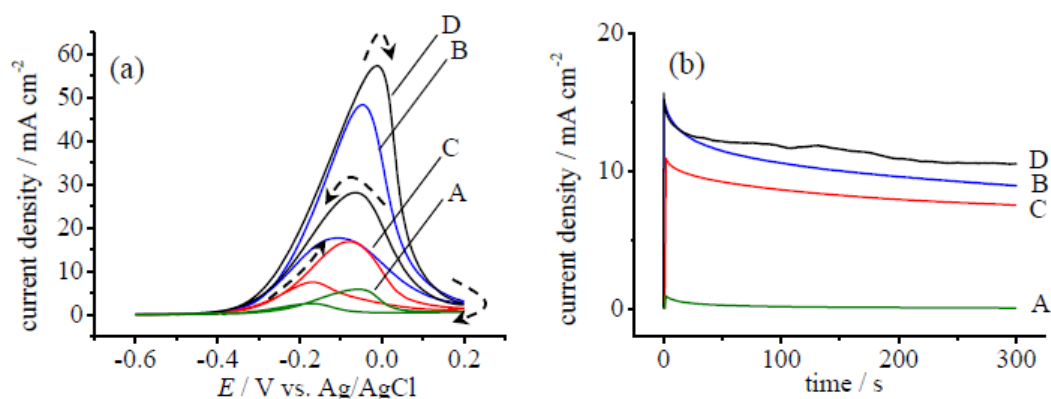 (a)
D
B
C
A
60
50
40
30
20
10
0
-0.6
-0.4
-0.2
0.0
0.2
current density / mA cm⁻²
E / V vs. Ag/AgCl
(b)
20
10
0
D
B
C
A
0
100
200
300
current density / mA cm⁻²
time / s